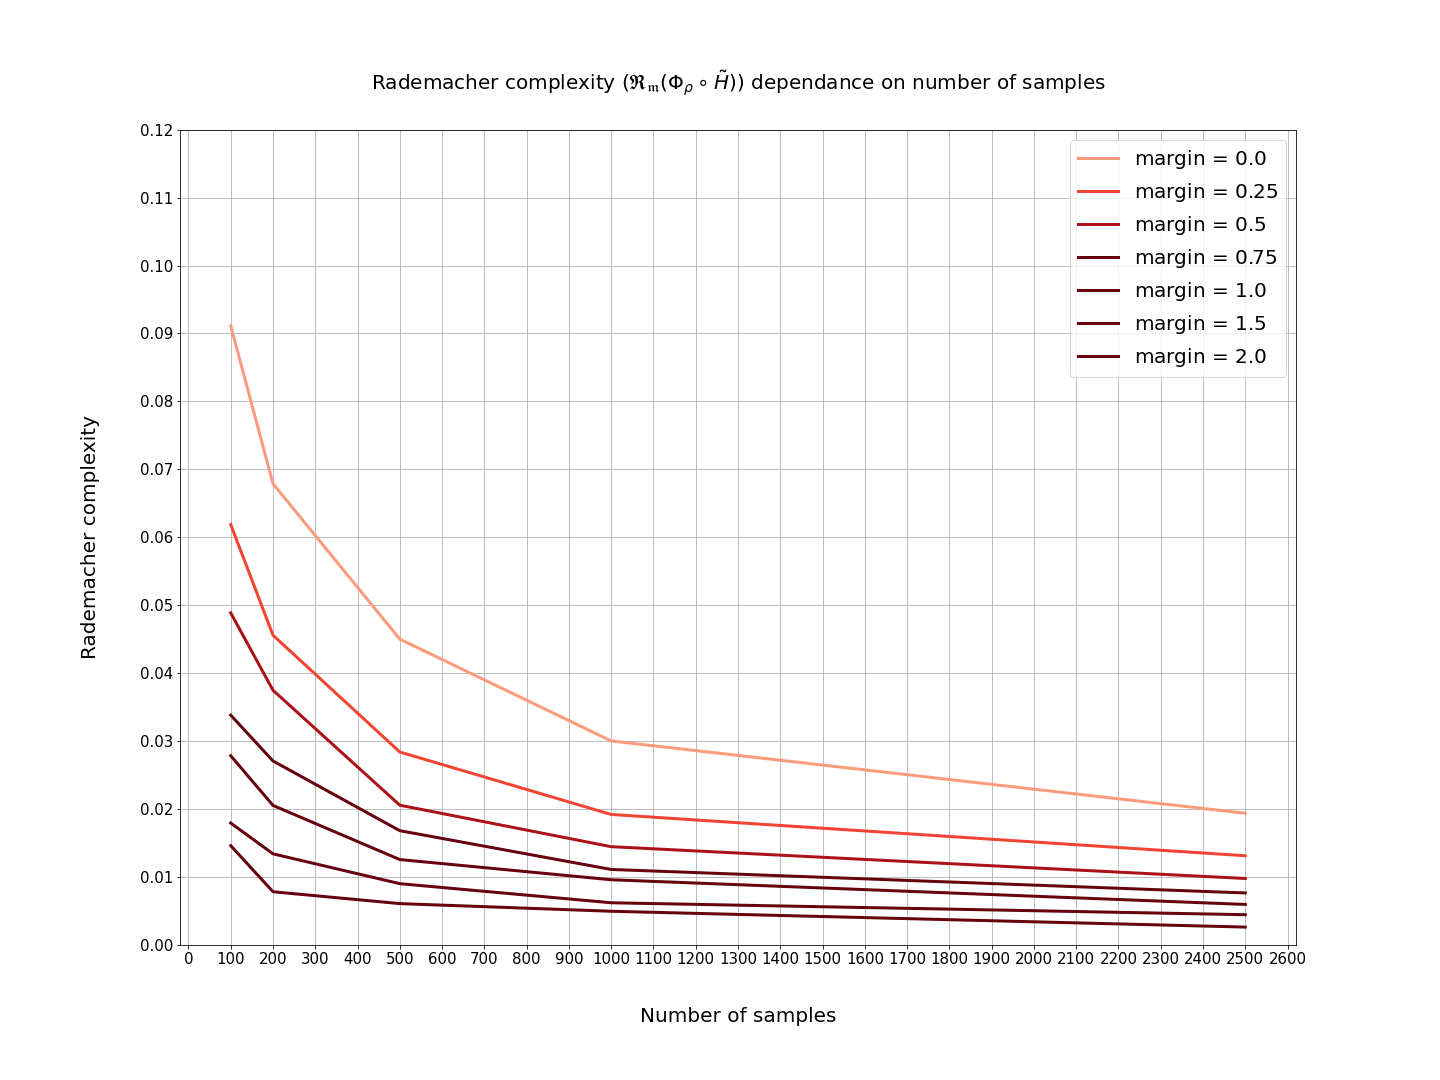 Rademacher complexity (ℜ𝔪(Φρ ∘ H̃)) dependance on number of samples
0.12
0.11
0.10
0.09
0.08
0.07
0.06
0.05
0.04
0.03
0.02
0.01
0.00
Rademacher complexity
margin = 0.0
margin = 0.25
margin = 0.5
margin = 0.75
margin = 1.0
margin = 1.5
margin = 2.0
0 100 200 300 400 500 600 700 800 900 1000 1100 1200 1300 1400 1500 1600 1700 1800 1900 2000 2100 2200 2300 2400 2500 2600
Number of samples